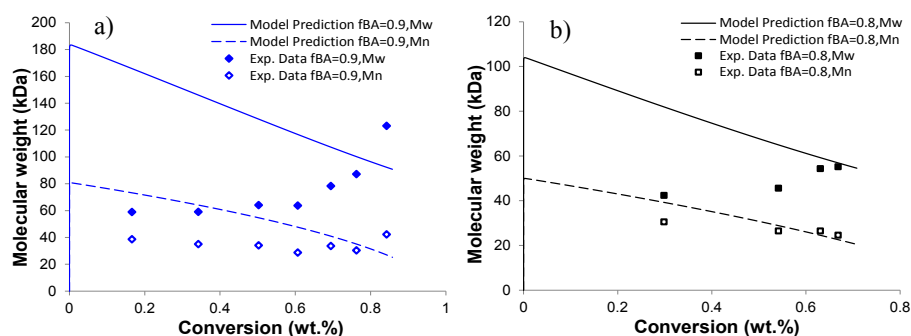 a)
Model Prediction fBA=0.9,Mw
Model Prediction fBA=0.9,Mn
Exp. Data fBA=0.9,Mw
Exp. Data fBA=0.9,Mn
Molecular weight (kDa)
200
180
160
140
120
100
80
60
40
20
0
0 0.2 0.4 0.6 0.8 1
Conversion (wt.%)
b)
Model Prediction fBA=0.8,Mw
Model Prediction fBA=0.8,Mn
Exp. Data fBA=0.8,Mw
Exp. Data fBA=0.8,Mn
Molecular weight (kDa)
120
100
80
60
40
20
0
0 0.2 0.4 0.6 0.8
Conversion (wt.%)